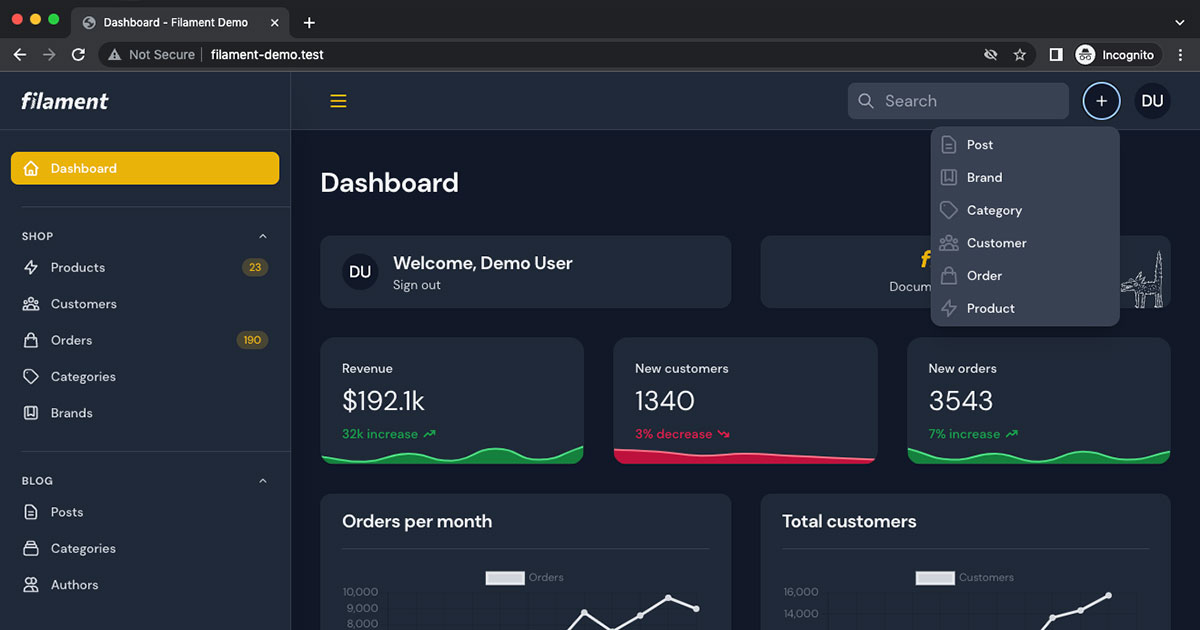 Dashboard - Filament Demo
Not Secure
filament-demo.test
Incognito
filament
Search
+
DU
Dashboard
SHOP
Products
23
Customers
Orders
190
Categories
Brands
BLOG
Posts
Categories
Authors
Post
Brand
Category
Customer
Order
Product
Dashboard
DU
Welcome, Demo User
Sign out
Revenue
$192.1k
32k increase
New customers
1340
3% decrease
New orders
3543
7% increase
Orders per month
Orders
10,000
9,000
8,000
Total customers
Customers
16,000
14,000